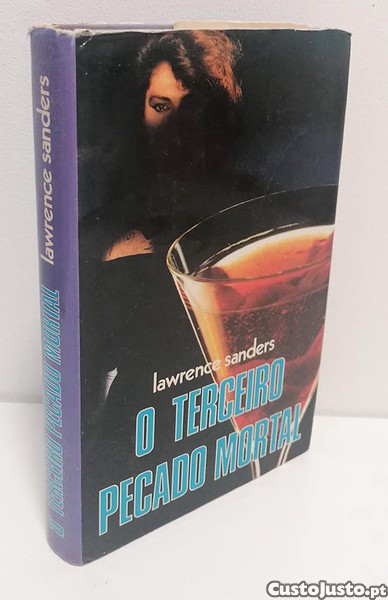 lawrence sanders
O TERCEIRO
PECADO MORTAL
O TERCEIRO PECADO MORTAL lawrence sanders
CustoJusto.pt